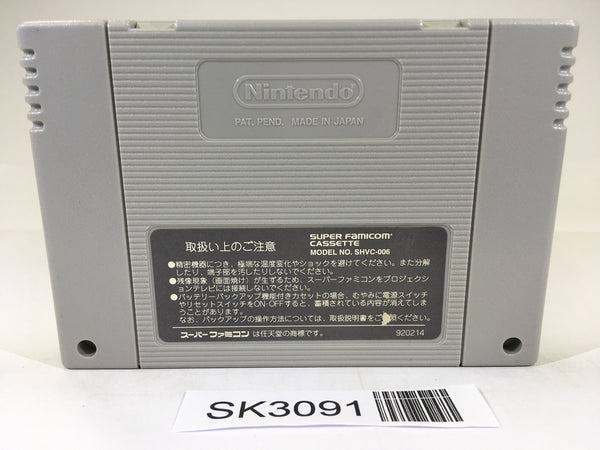 Nintendo
PAT. PEND. MADE IN JAPAN
取扱い上のご注意
SUPER FAMICOM
CASSETTE
MODEL NO. SHVC-006
●精密機器につき、極端な温度変化やショックを避けてください。また分解
したり、端子部を汚したりしないでください。
●残像現象（画面焼け）が生ずるため、スーパーファミコンをプロジェクシ
ョンテレビには接続しないでください。
●バッテリーバックアップ機能付きカセットの場合、むやみに電源スイッチ
やリセットスイッチをON・OFFすると、蓄積されている内容が消えてしま
うことがあります。
なお、バックアップの操作方法については、取扱説明書をご覧ください。
スーパーファミコン は任天堂の商標です。
920214
SK3091